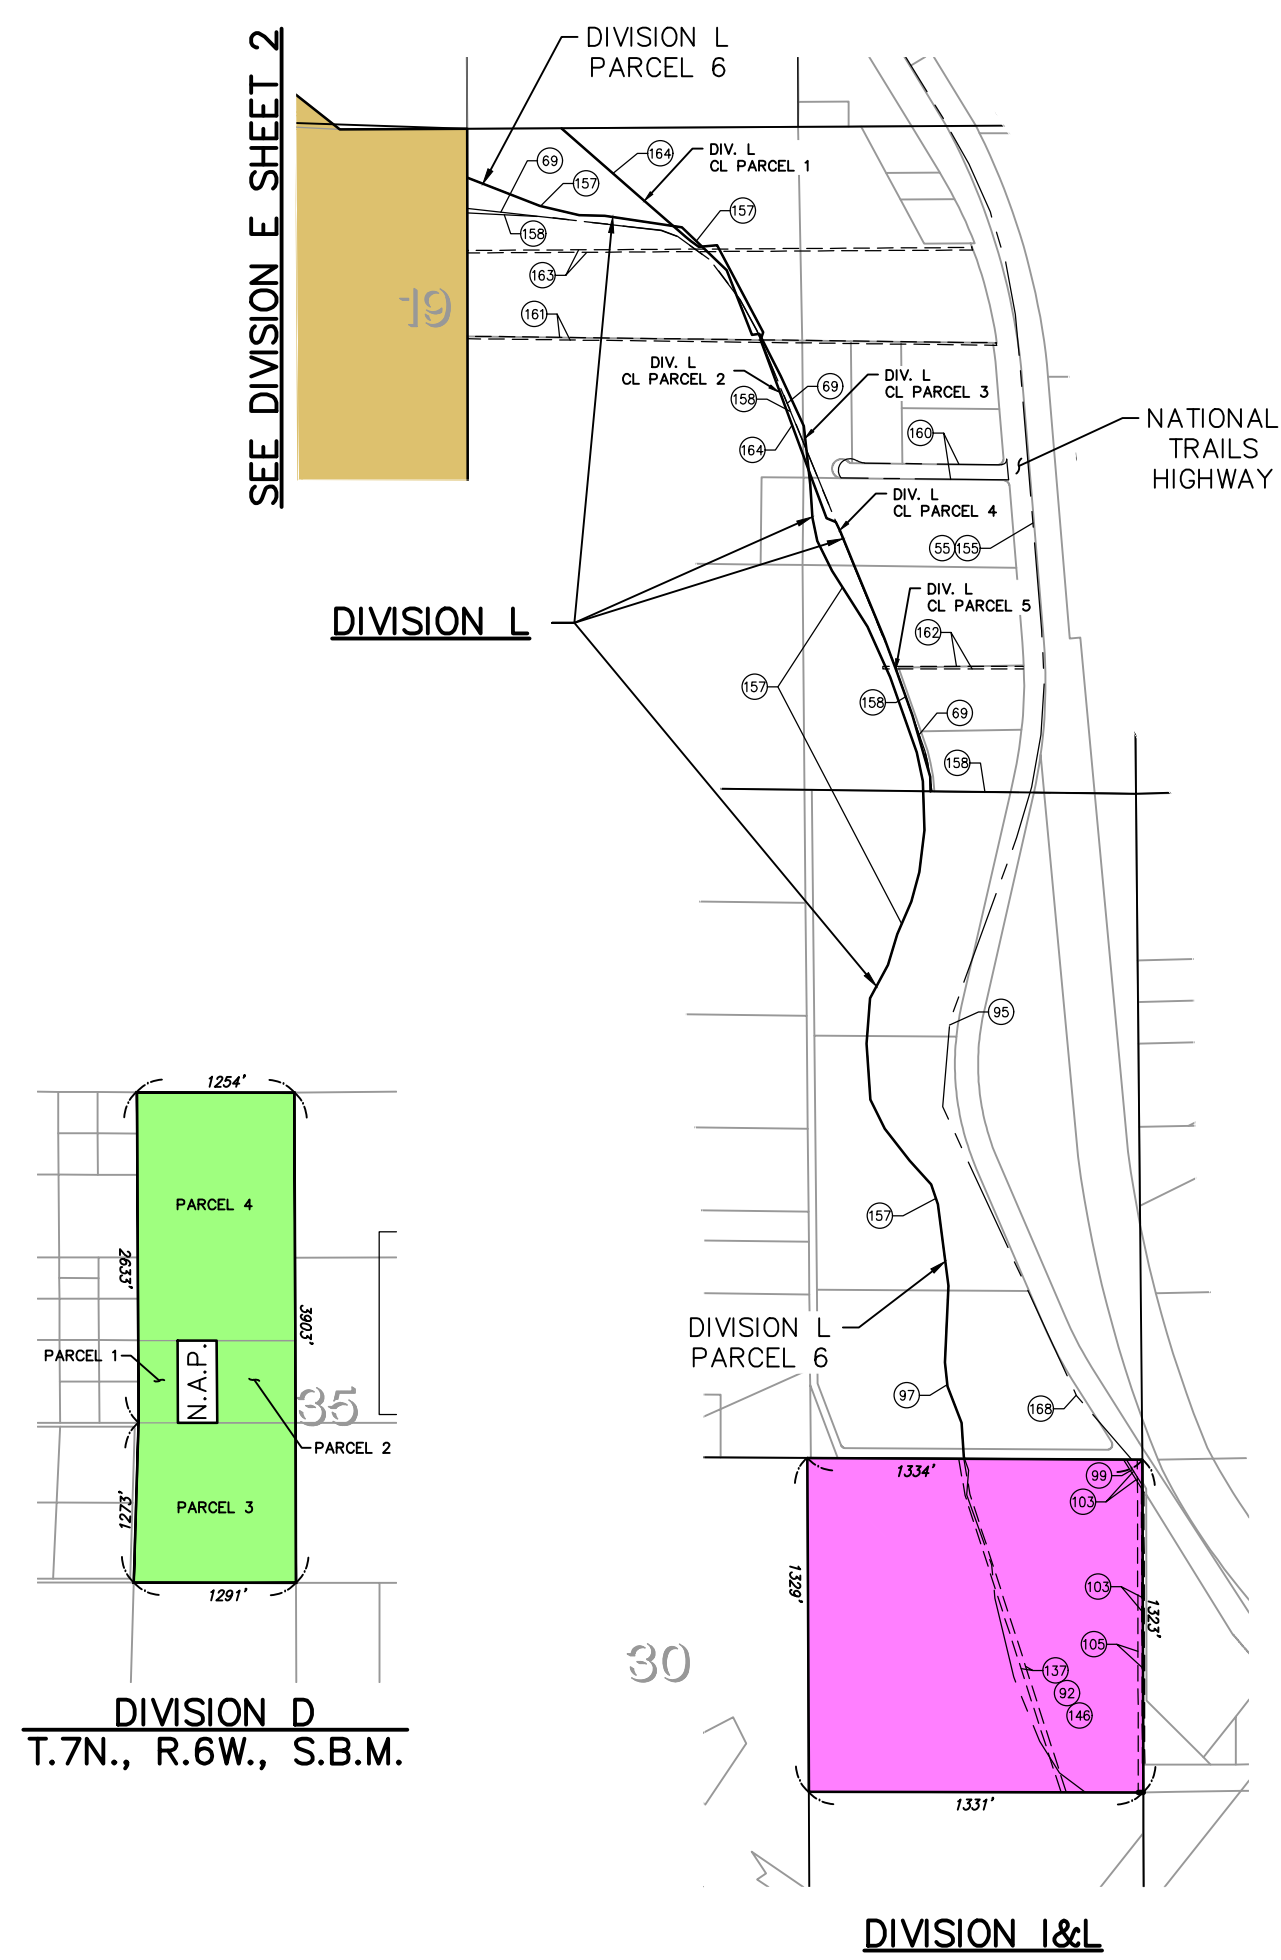 SEE DIVISION E SHEET 2
DIVISION L
PARCEL 6
164
DIV. L
CL PARCEL 1
69
157
157
158
163
19
161
DIV. L
CL PARCEL 2
69
DIV. L
CL PARCEL 3
158
164
160
NATIONAL
TRAILS
HIGHWAY
DIV. L
CL PARCEL 4
55 155
DIV. L
CL PARCEL 5
DIVISION L
162
157
158
69
158
95
1254'
PARCEL 4
157
2633'
3903'
DIVISION L
PARCEL 6
PARCEL 1
N.A.P.
35
97
168
PARCEL 2
1334'
99
103
PARCEL 3
1273'
1329'
103
1323'
1291'
105
30
137
92
146
DIVISION D
T.7N., R.6W., S.B.M.
1331'
DIVISION I&L